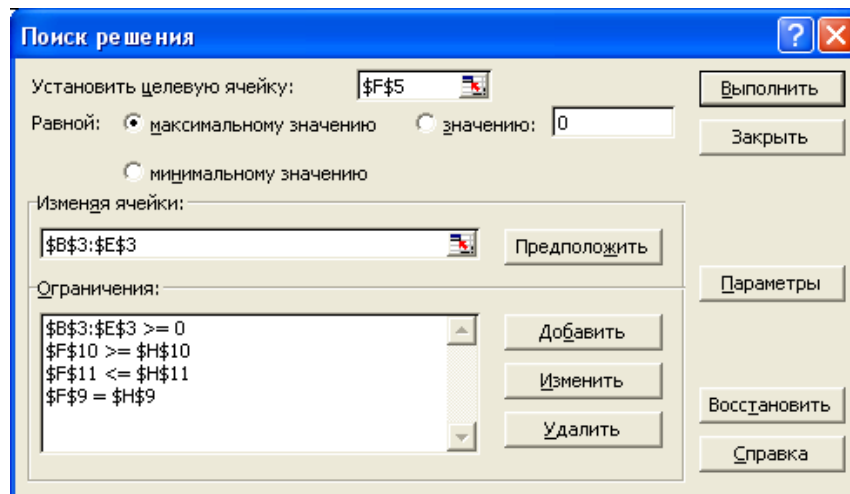 Поиск решения
Установить целевую ячейку: $F$5 Выполнить
Равной: максимальному значению значению: 0 Закрыть
минимальному значению
Изменяя ячейки:
$B$3:$E$3 Предположить
Ограничения: Параметры
$B$3:$E$3 >= 0 Добавить
$F$10 >= $H$10
$F$11 <= $H$11 Изменить
$F$9 = $H$9 Восстановить
Удалить
Справка